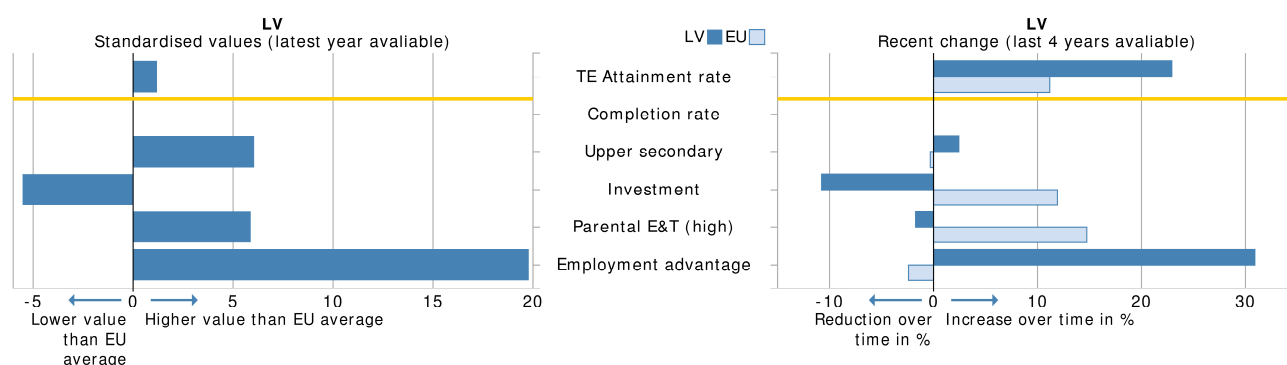 LV
Standardised values (latest year avaliable)
LV EU
LV
Recent change (last 4 years avaliable)
TE Attainment rate
Completion rate
Upper secondary
Investment
Parental E&T (high)
Employment advantage
-5 0 5 10 15 20
Lower value
than EU
average
Higher value than EU average
-10 0 10 20 30
Reduction over
time in %
Increase over time in %